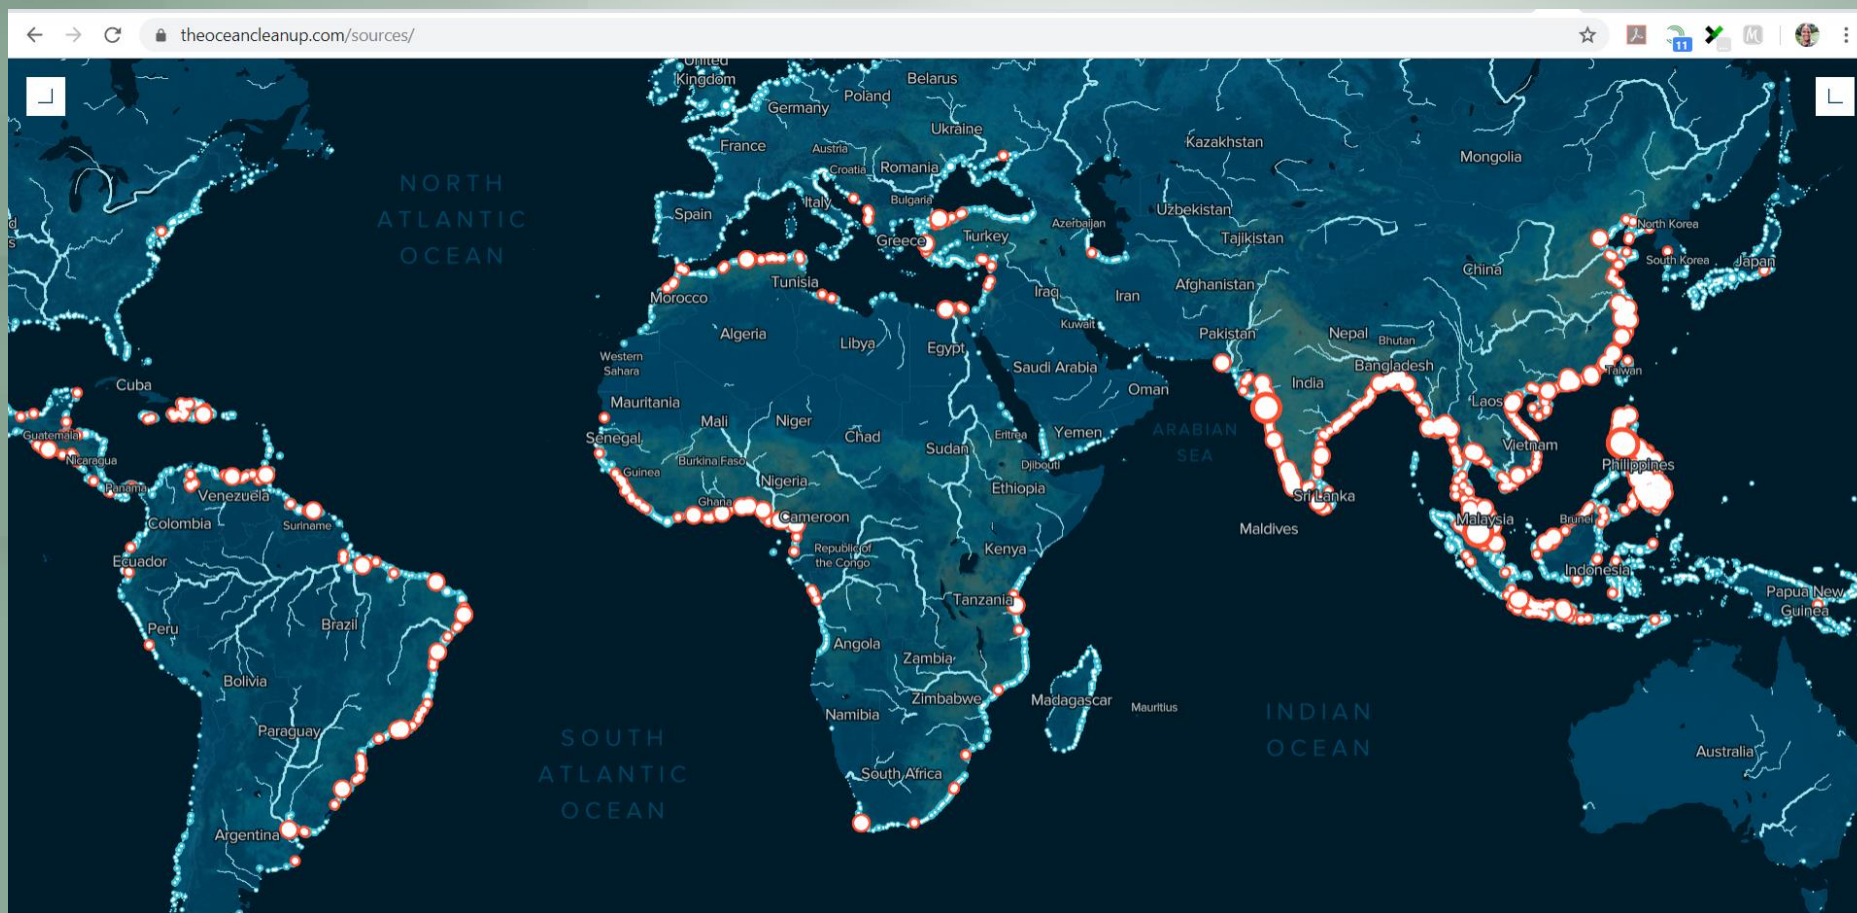 theoceancleanup.com/sources/
11
United
Kingdom
Belarus
Poland
Germany
Ukraine
France
Austria
Kazakhstan
Mongolia
Croatia
Romania
NORTH
ATLANTIC
OCEAN
Italy
Bulgaria
Spain
Uzbekistan
Azerbaijan
North Korea
Greece
Turkey
Tajikistan
South Korea
Japan
China
Tunisia
Afghanistan
Morocco
Iraq
Iran
Kuwait
Algeria
Libya
Egypt
Pakistan
Nepal
Bhutan
Western
Sahara
Saudi Arabia
Bangladesh
Taiwan
Cuba
India
Oman
Mauritania
Laos
Mali
Niger
Chad
Guatemala
Senegal
Eritrea
Yemen
ARABIAN
SEA
Sudan
Vietnam
Nicaragua
Burkina Faso
Djibouti
Philippines
Guinea
Nigeria
Panama
Venezuela
Ethiopia
Sri Lanka
Ghana
Colombia
Suriname
Cameroon
Maldives
Malaysia
Brunei
Ecuador
Republic of
the Congo
Kenya
Indonesia
Tanzania
Papua New
Guinea
Peru
Brazil
Angola
Zambia
Bolivia
Zimbabwe
Madagascar
Mauritius
Namibia
INDIAN
OCEAN
Paraguay
SOUTH
ATLANTIC
OCEAN
Australia
South Africa
Argentina